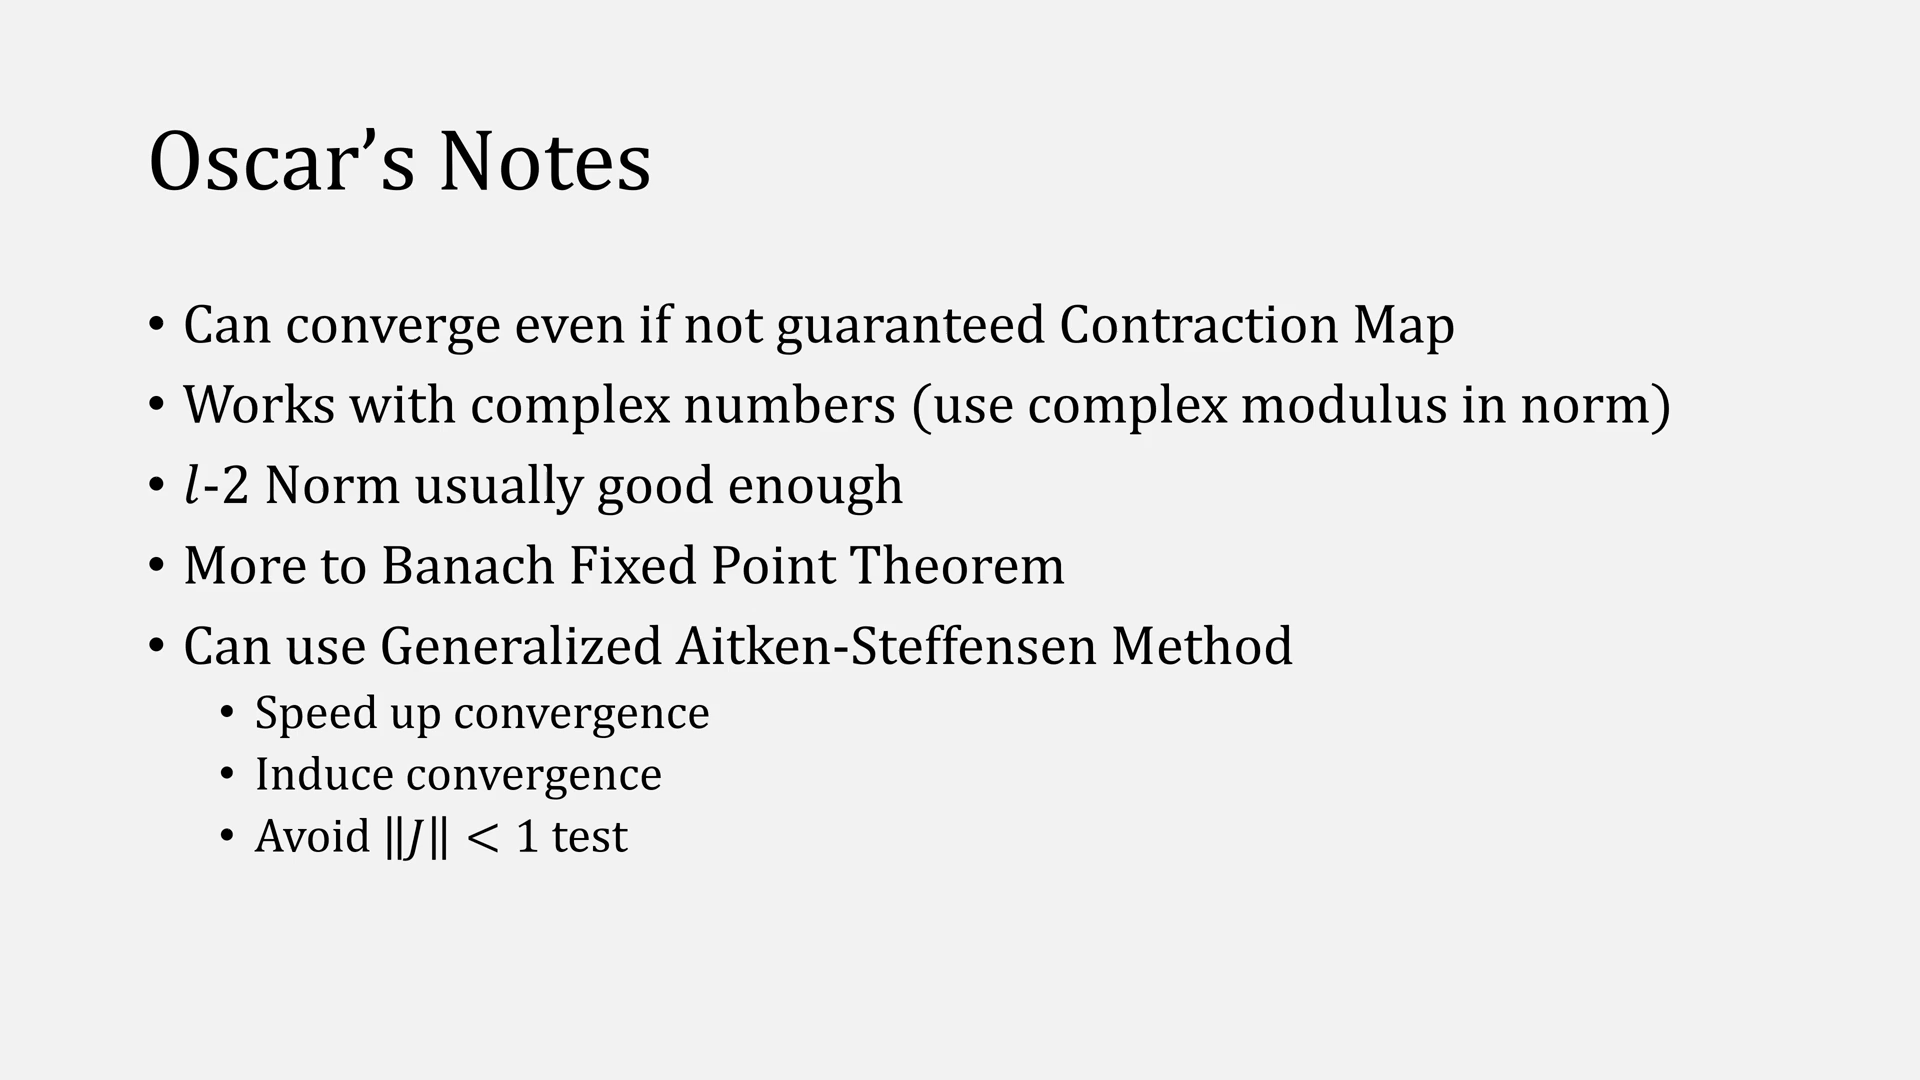 Oscar’s Notes
• Can converge even if not guaranteed Contraction Map
• Works with complex numbers (use complex modulus in norm)
• l-2 Norm usually good enough
• More to Banach Fixed Point Theorem
• Can use Generalized Aitken-Steffensen Method
• Speed up convergence
• Induce convergence
• Avoid ‖J‖ < 1 test